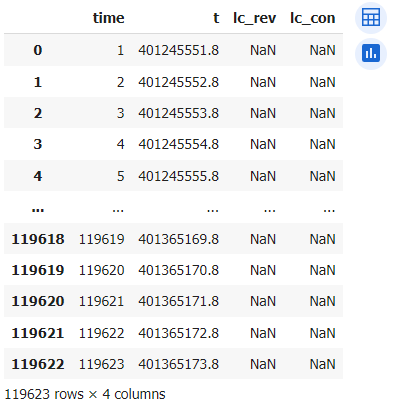 time t lc_rev lc_con
0 1 401245551.8 NaN NaN
1 2 401245552.8 NaN NaN
2 3 401245553.8 NaN NaN
3 4 401245554.8 NaN NaN
4 5 401245555.8 NaN NaN
... ... ... ... ...
119618 119619 401365169.8 NaN NaN
119619 119620 401365170.8 NaN NaN
119620 119621 401365171.8 NaN NaN
119621 119622 401365172.8 NaN NaN
119622 119623 401365173.8 NaN NaN
119623 rows × 4 columns